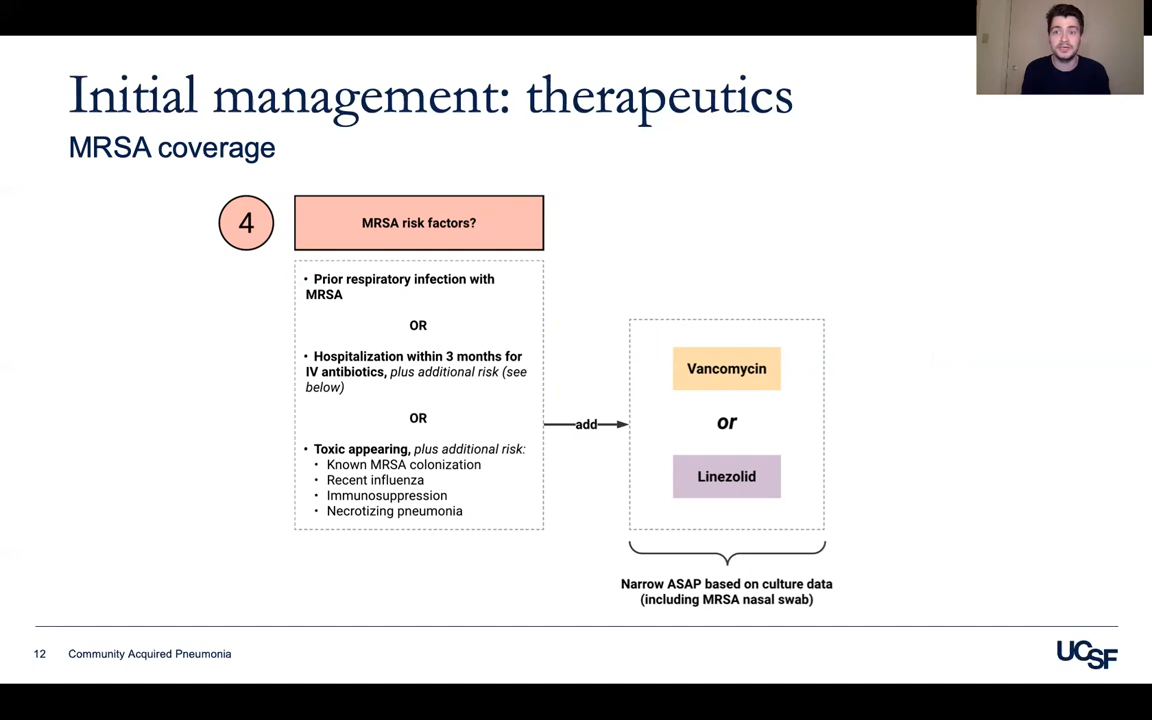 Initial management: therapeutics
MRSA coverage
4
MRSA risk factors?
• Prior respiratory infection with
MRSA
OR
• Hospitalization within 3 months for
IV antibiotics, plus additional risk (see
below)
OR
• Toxic appearing, plus additional risk:
• Known MRSA colonization
• Recent influenza
• Immunosuppression
• Necrotizing pneumonia
add
Vancomycin
or
Linezolid
Narrow ASAP based on culture data
(including MRSA nasal swab)
12 Community Acquired Pneumonia
UCSF